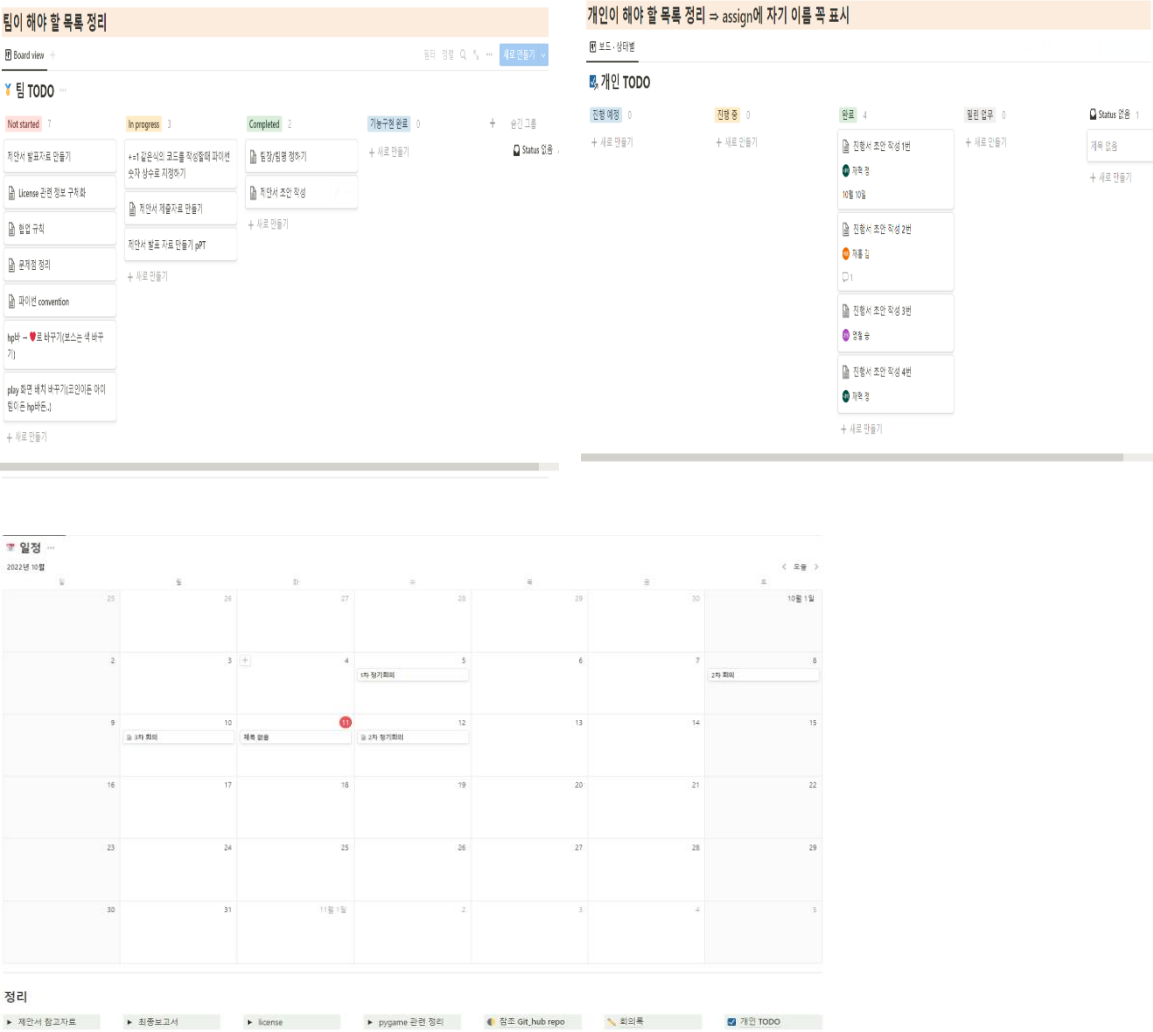 팀이 해야 할 목록 정리
Board view
필터 정렬 새로 만들기
팀 TODO
Not started 7
제안서 발표자료 만들기
License 관련 정보 구체화
협업 규칙
문제점 정리
파이썬 convention
hp바 → ❤️로 바꾸기(보스는 색 바꾸
기)
play 화면 배치 바꾸기(코인이든 아이
템이든 hp바든..)
+ 새로 만들기
In progress 3
+=1 같은식의 코드를 작성할때 파이썬
숫자 상수로 지정하기
제안서 제출자료 만들기
제안서 발표 자료 만들기 pPT
+ 새로 만들기
Completed 2
팀장/팀명 정하기
제안서 초안 작성
+ 새로 만들기
기능구현 완료 0
+ 새로 만들기
+ 숨긴 그룹
Status 없음
개인이 해야 할 목록 정리 ⇒ assign에 자기 이름 꼭 표시
보드 - 상태별
개인 TODO
진행 예정 0
+ 새로 만들기
진행 중 0
+ 새로 만들기
완료 4
진행서 초안 작성 1번
재혁 정
10월 10일
진행서 초안 작성 2번
재홍 김
1
진행서 초안 작성 3번
진행서 초안 작성 4번
재혁 정
+ 새로 만들기
밀린 업무 0
+ 새로 만들기
Status 없음 1
제목 없음
+ 새로 만들기
일정
2022년 10월
< 오늘 >
일 월 화 수 목 금 토
25 26 27 28 29 30 10월 1일
2 3 + 4 5 6 7 8
1차 정기회의 2차 회의
9 10 11 12 13 14 15
3차 회의 제목 없음 2차 정기회의
16 17 18 19 20 21 22
23 24 25 26 27 28 29
30 31 11월 1일 2 3 4 5
정리
▶ 제안서 참고자료
▶ 최종보고서
▶ license
▶ pygame 관련 정리
참조 Git_hub repo
회의록
개인 TODO